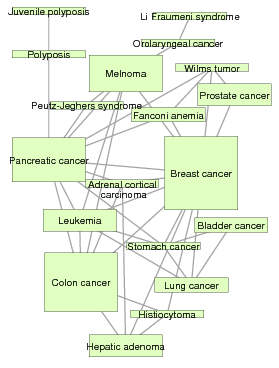 Juvenile polyposis
Li Fraumeni syndrome
Orolaryngeal cancer
Polyposis
Melnoma
Wilms tumor
Prostate cancer
Peutz-Jeghers syndrome
Fanconi anemia
Pancreatic cancer
Breast cancer
Adrenal cortical
carcinoma
Leukemia
Bladder cancer
Stomach cancer
Colon cancer
Lung cancer
Histiocytoma
Hepatic adenoma